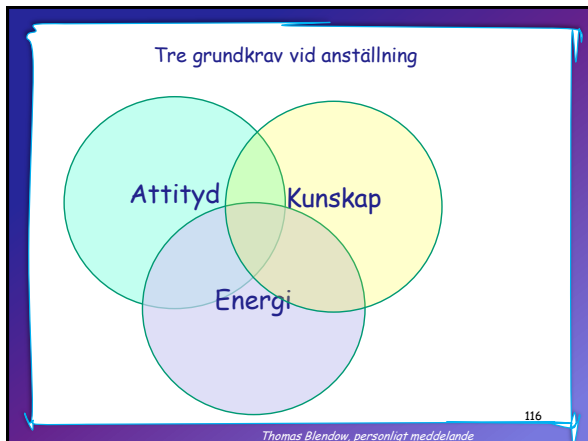 Tre grundkrav vid anställning
Attityd
Kunskap
Energi
116
Thomas Blendow, personligt meddelande